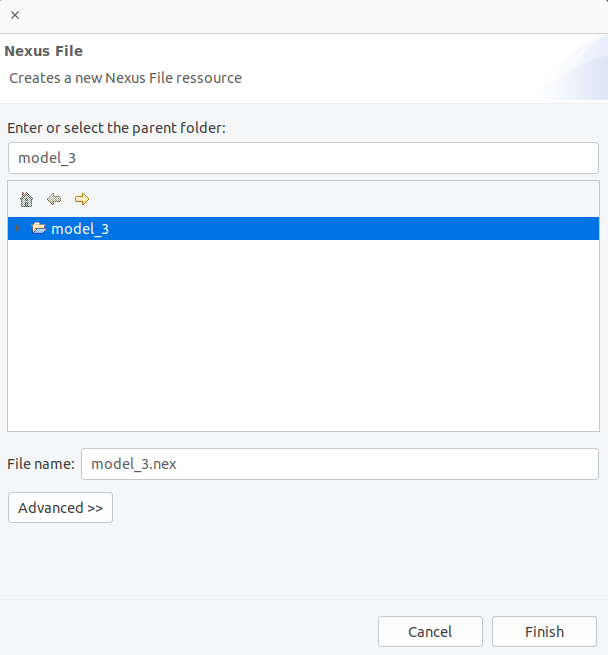 Nexus File
Creates a new Nexus File ressource
Enter or select the parent folder:
model_3
model_3
File name: model_3.nex
Advanced >>
Cancel Finish